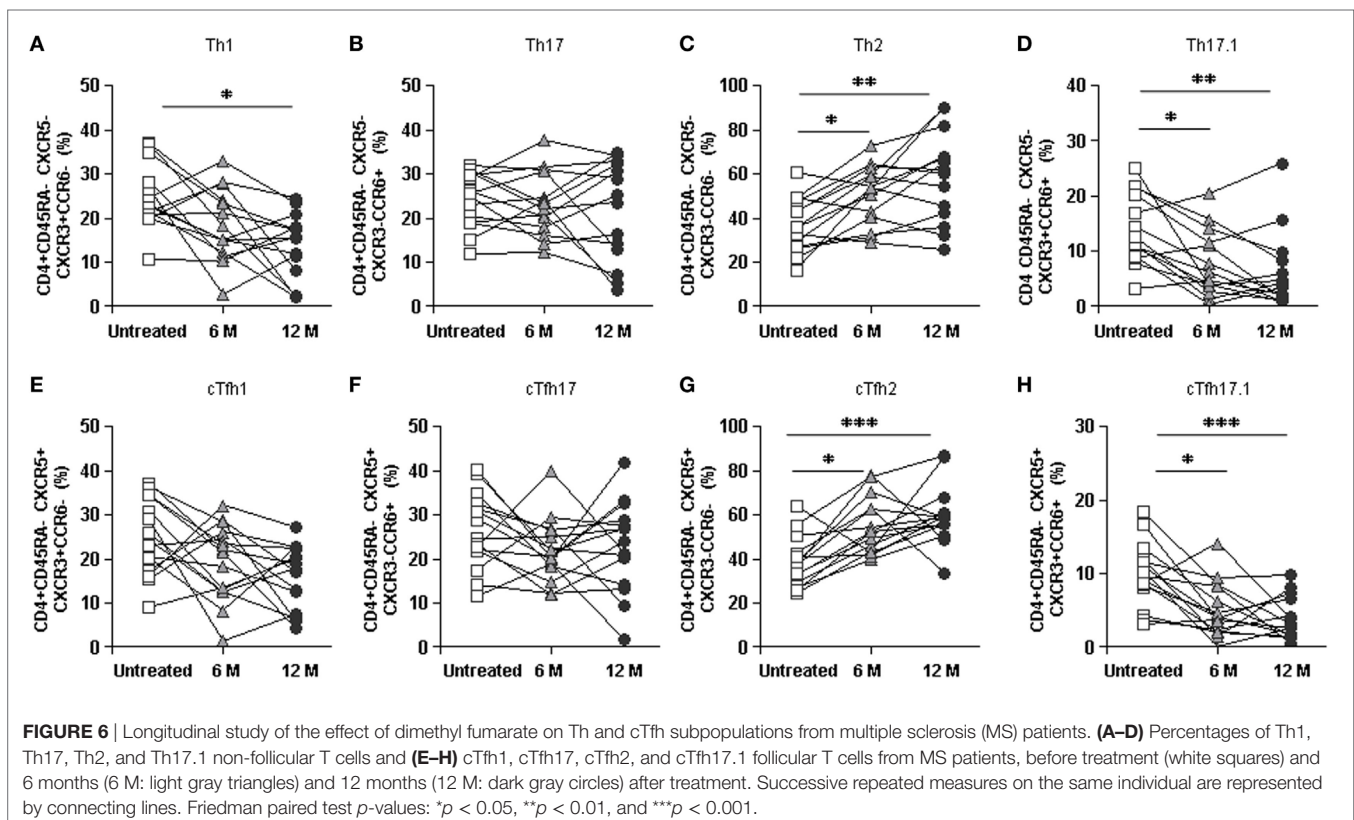 A Th1
*
CD4+CD45RA- CXCR5-
CXCR3+CCR6- (%)
50
40
30
20
10
0
Untreated 6 M 12 M
B Th17
CD4+CD45RA- CXCR5-
CXCR3-CCR6+ (%)
50
40
30
20
10
0
Untreated 6 M 12 M
C Th2
**
*
CD4+CD45RA- CXCR5-
CXCR3-CCR6- (%)
100
80
60
40
20
0
Untreated 6 M 12 M
D Th17.1
**
*
CD4 CD45RA- CXCR5-
CXCR3+CCR6+ (%)
40
30
20
10
0
Untreated 6 M 12 M
E cTfh1
CD4+CD45RA- CXCR5+
CXCR3+CCR6- (%)
50
40
30
20
10
0
Untreated 6 M 12 M
F cTfh17
CD4+CD45RA- CXCR5+
CXCR3-CCR6+ (%)
50
40
30
20
10
0
Untreated 6 M 12 M
G cTfh2
***
*
CD4+CD45RA- CXCR5+
CXCR3-CCR6- (%)
100
80
60
40
20
0
Untreated 6 M 12 M
H cTfh17.1
***
*
CD4+CD45RA- CXCR5+
CXCR3+CCR6+ (%)
30
20
10
0
Untreated 6 M 12 M
FIGURE 6 | Longitudinal study of the effect of dimethyl fumarate on Th and cTfh subpopulations from multiple sclerosis (MS) patients. (A–D) Percentages of Th1,
Th17, Th2, and Th17.1 non-follicular T cells and (E–H) cTfh1, cTfh17, cTfh2, and cTfh17.1 follicular T cells from MS patients, before treatment (white squares) and
6 months (6 M: light gray triangles) and 12 months (12 M: dark gray circles) after treatment. Successive repeated measures on the same individual are represented
by connecting lines. Friedman paired test p-values: *p < 0.05, **p < 0.01, and ***p < 0.001.